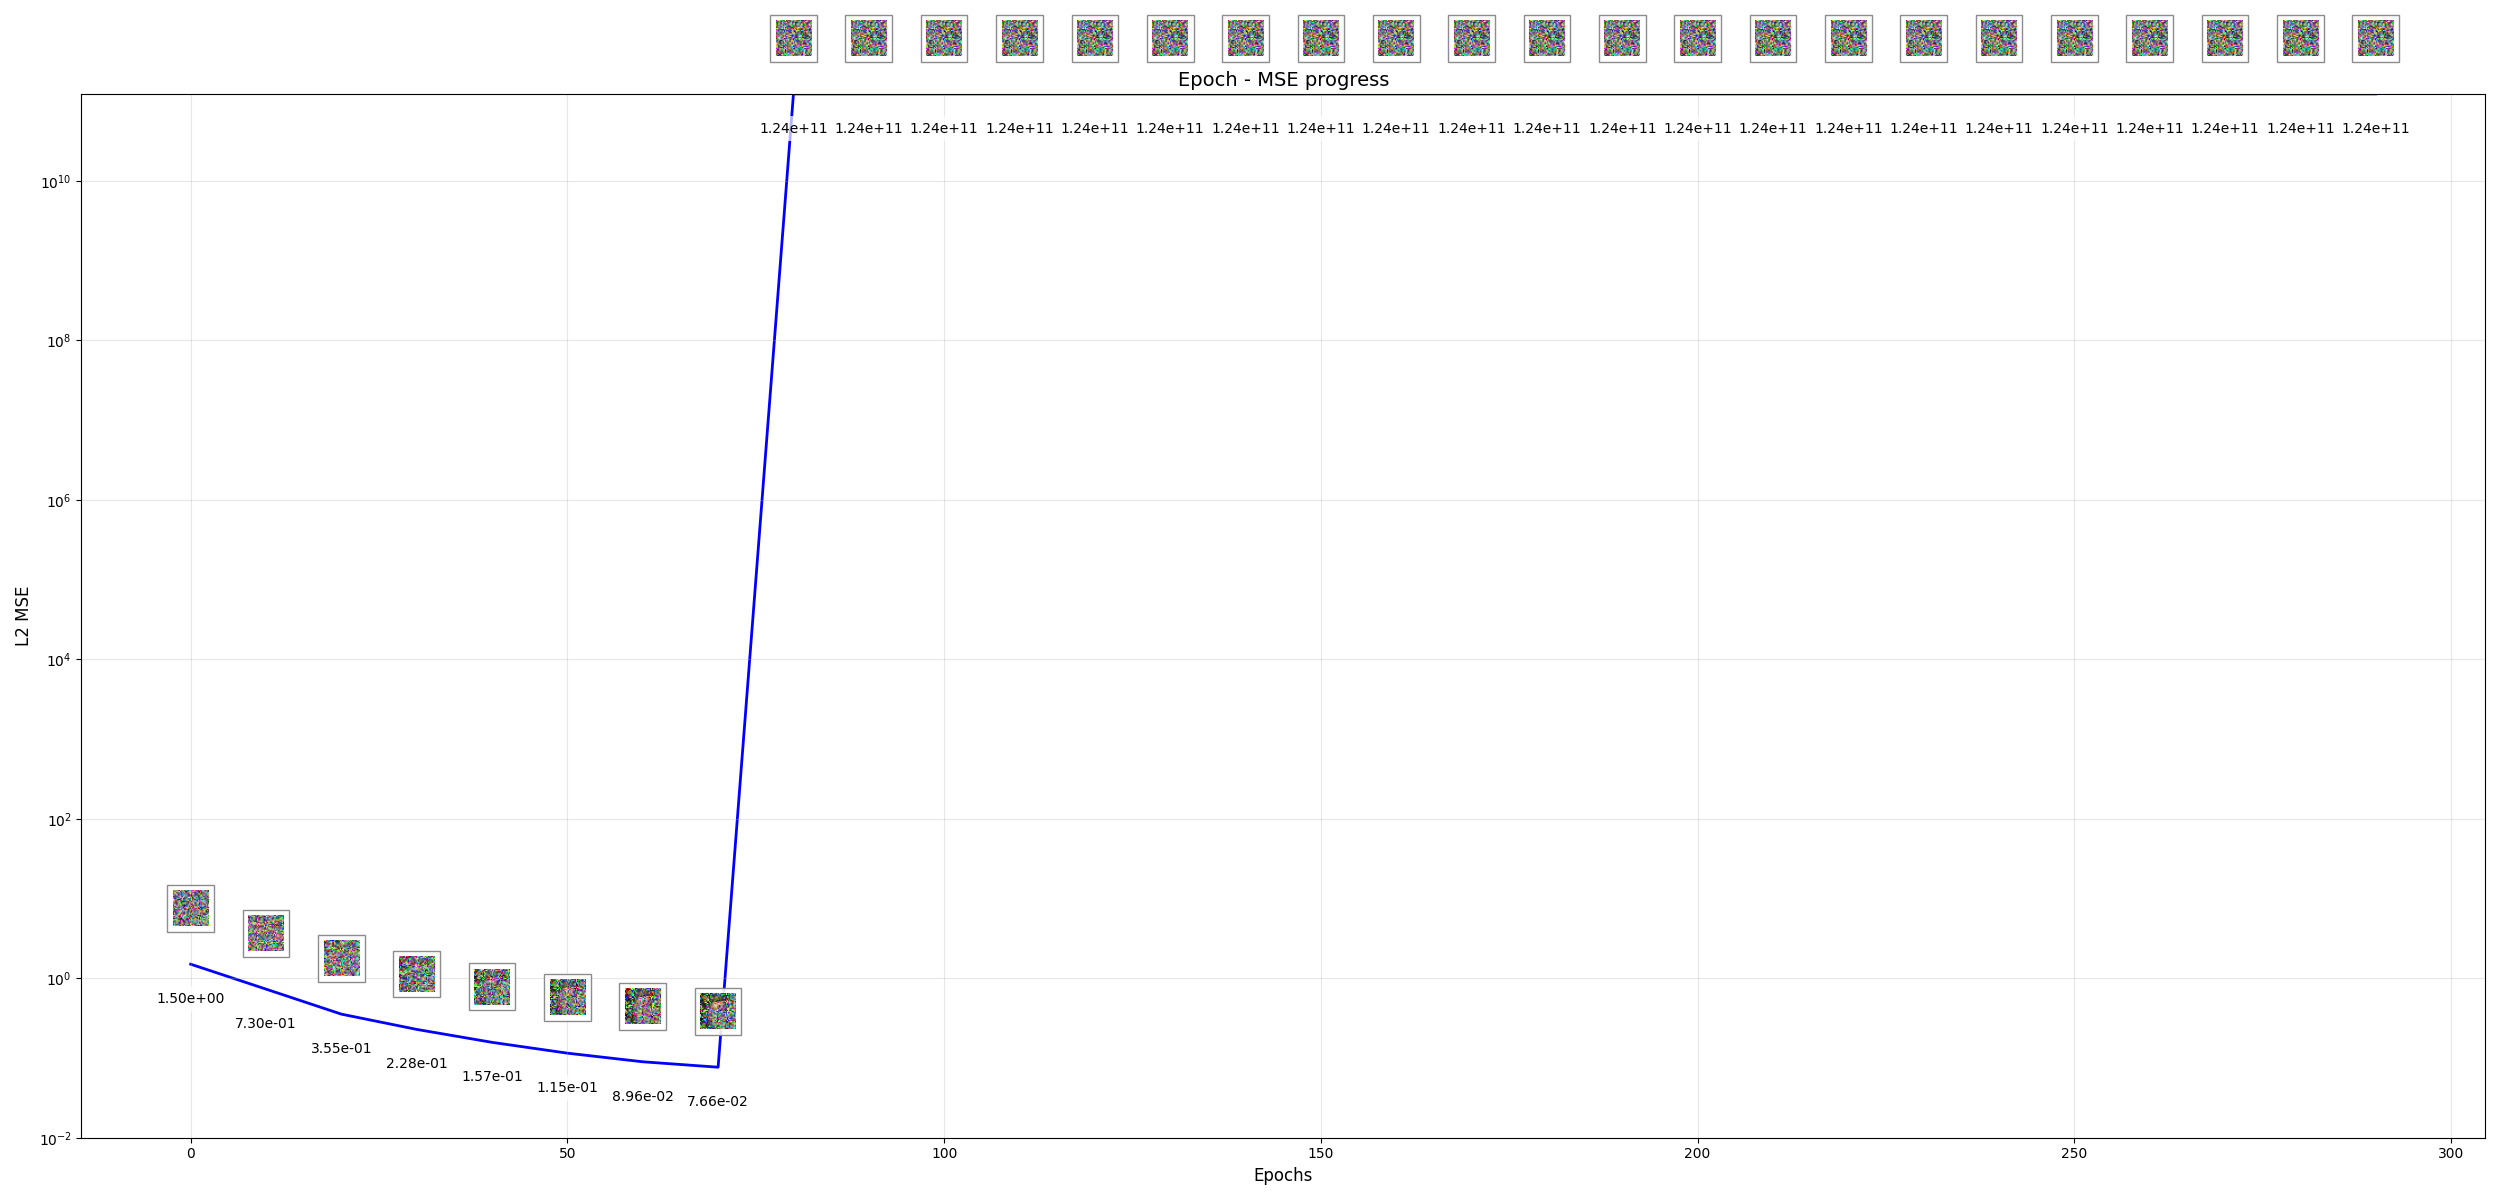 Epoch - MSE progress
1.24e+11 1.24e+11 1.24e+11 1.24e+11 1.24e+11 1.24e+11 1.24e+11 1.24e+11 1.24e+11 1.24e+11 1.24e+11 1.24e+11 1.24e+11 1.24e+11 1.24e+11 1.24e+11 1.24e+11 1.24e+11 1.24e+11 1.24e+11 1.24e+11 1.24e+11
10¹⁰
10⁸
10⁶
L2 MSE
10⁴
10²
10⁰
1.50e+00
7.30e-01
3.55e-01
2.28e-01
1.57e-01
1.15e-01
8.96e-02
7.66e-02
10⁻²
0 50 100 150 200 250 300
Epochs